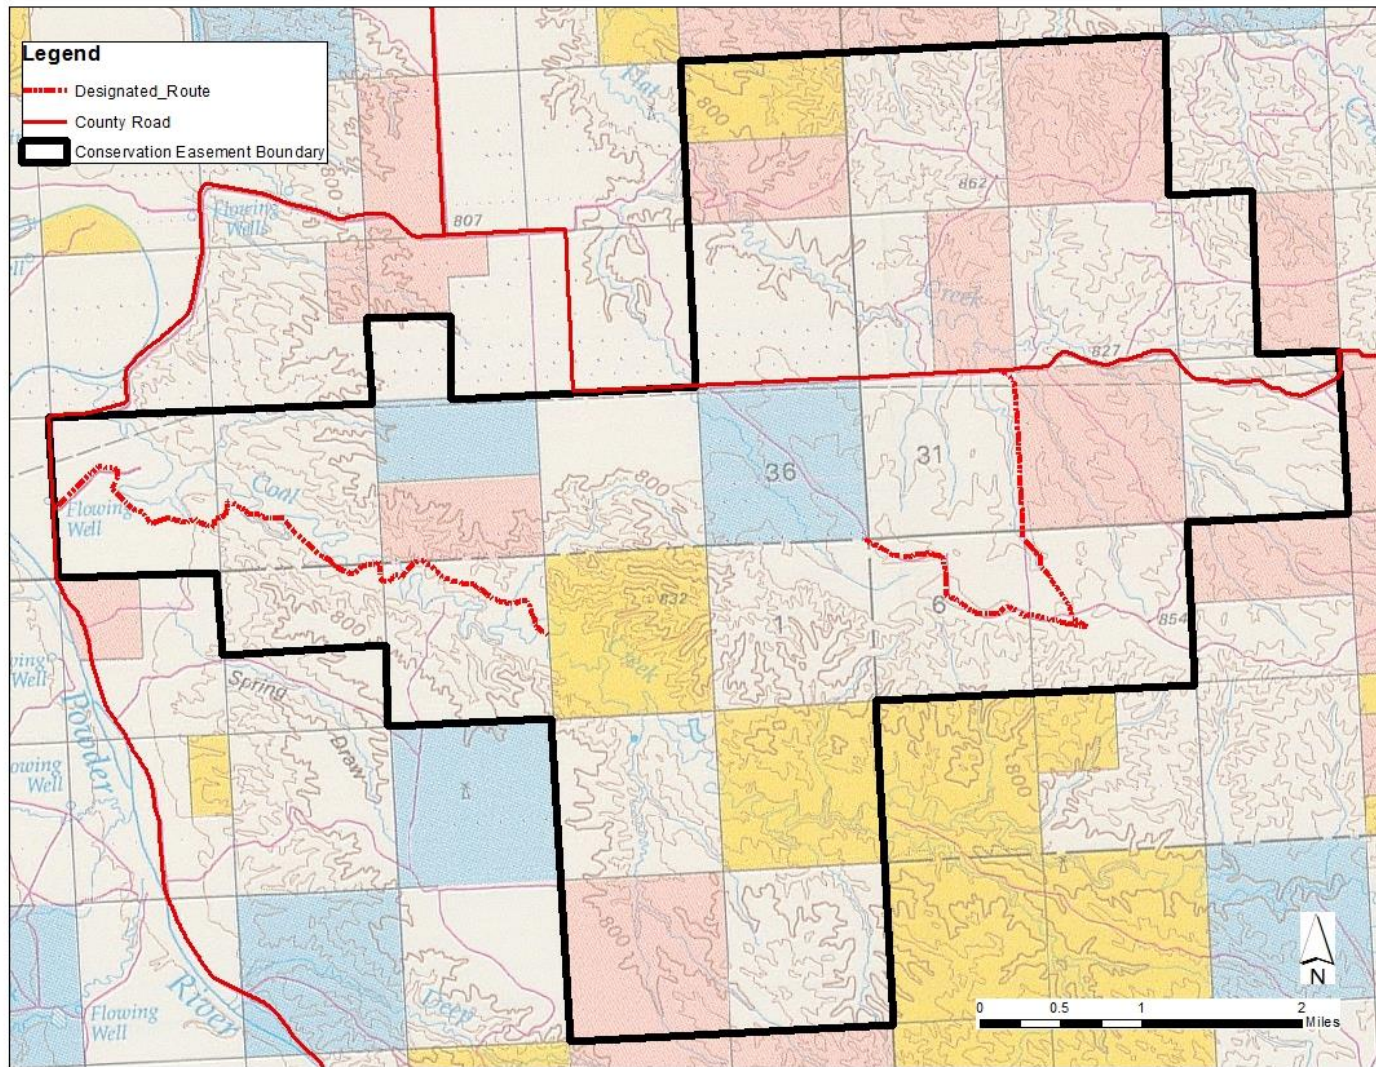 Legend
Designated_Route
County Road
Conservation Easement Boundary
Flat
800
800
862
Flowing
Wells
807
Creek
827
Coal
36
31
800
Flowing
Well
832
1
6
854
Creek
800
Spring
Draw
Powder
Well
Well
800
800
River
Flowing
Well
Deep
N
0 0.5 1 2
Miles